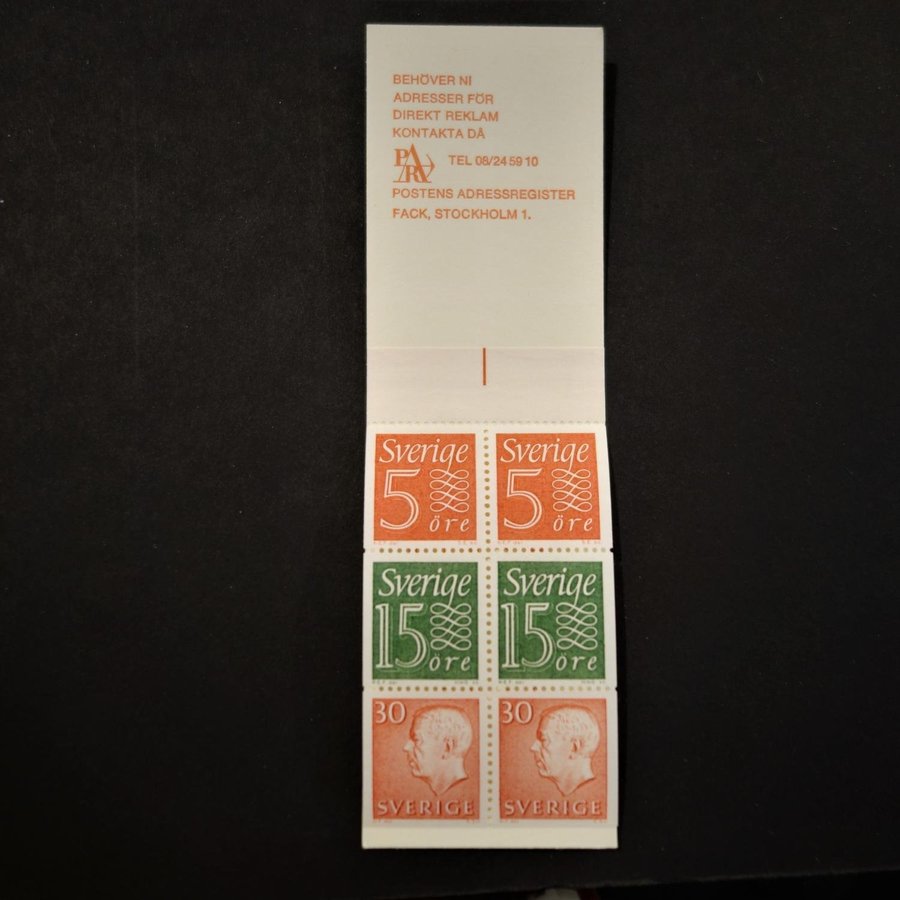 BEHÖVER NI
ADRESSER FÖR
DIREKT REKLAM
KONTAKTA DÅ
PAR TEL 08/24 59 10
POSTENS ADRESSREGISTER
FACK, STOCKHOLM 1.
Sverige Sverige
5 5
öre öre
Sverige Sverige
15 15
öre öre
30 30
SVERIGE SVERIGE